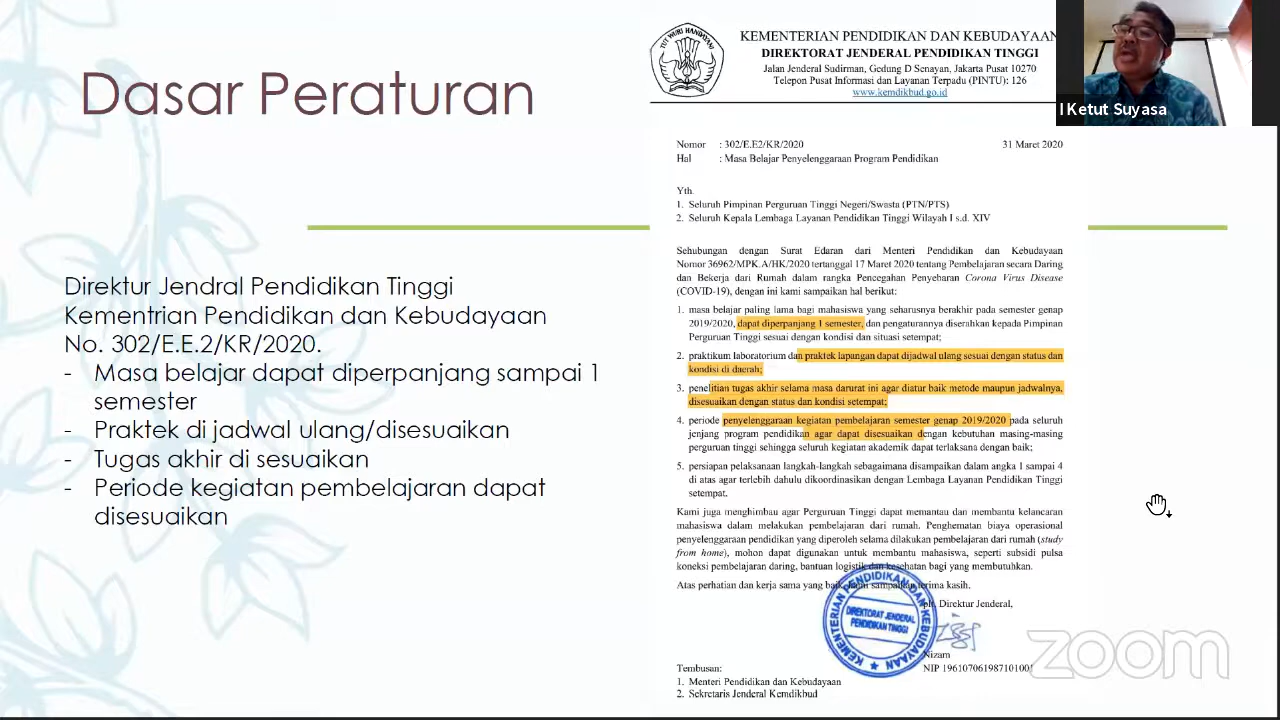 Dasar Peraturan
Direktur Jendral Pendidikan Tinggi
Kementrian Pendidikan dan Kebudayaan
No. 302/E.E.2/KR/2020.
- Masa belajar dapat diperpanjang sampai 1
semester
- Praktek di jadwal ulang/disesuaikan
- Tugas akhir di sesuaikan
- Periode kegiatan pembelajaran dapat
disesuaikan
TUT WURI HANDAYANI
KEMENTERIAN PENDIDIKAN DAN KEBUDAYAAN
DIREKTORAT JENDERAL PENDIDIKAN TINGGI
Jalan Jenderal Sudirman, Gedung D Senayan, Jakarta Pusat 10270
Telepon Pusat Informasi dan Layanan Terpadu (PINTU): 126
www.kemdikbud.go.id
I Ketut Suyasa
Nomor : 302/E.E2/KR/2020 31 Maret 2020
Hal : Masa Belajar Penyelenggaraan Program Pendidikan
Yth.
1. Seluruh Pimpinan Perguruan Tinggi Negeri/Swasta (PTN/PTS)
2. Seluruh Kepala Lembaga Layanan Pendidikan Tinggi Wilayah I s.d. XIV
Sehubungan dengan Surat Edaran dari Menteri Pendidikan dan Kebudayaan
Nomor 36962/MPK.A/HK/2020 tertanggal 17 Maret 2020 tentang Pembelajaran secara Daring
dan Bekerja dari Rumah dalam rangka Pencegahan Penyebaran Corona Virus Disease
(COVID-19), dengan ini kami sampaikan hal berikut:
1. masa belajar paling lama bagi mahasiswa yang seharusnya berakhir pada semester genap
2019/2020, dapat diperpanjang 1 semester, dan pengaturannya diserahkan kepada Pimpinan
Perguruan Tinggi sesuai dengan kondisi dan situasi setempat;
2. praktikum laboratorium dan praktek lapangan dapat dijadwal ulang sesuai dengan status dan
kondisi di daerah;
3. penelitian tugas akhir selama masa darurat ini agar diatur baik metode maupun jadwalnya,
disesuaikan dengan status dan kondisi setempat;
4. periode penyelenggaraan kegiatan pembelajaran semester genap 2019/2020 pada seluruh
jenjang program pendidikan agar dapat disesuaikan dengan kebutuhan masing-masing
perguruan tinggi sehingga seluruh kegiatan akademik dapat terlaksana dengan baik;
5. persiapan pelaksanaan langkah-langkah sebagaimana disampaikan dalam angka 1 sampai 4
di atas agar terlebih dahulu dikoordinasikan dengan Lembaga Layanan Pendidikan Tinggi
setempat.
Kami juga menghimbau agar Perguruan Tinggi dapat memantau dan membantu kelancaran
mahasiswa dalam melakukan pembelajaran dari rumah. Penghematan biaya operasional
penyelenggaraan pendidikan yang diperoleh selama dilakukan pembelajaran dari rumah (study
from home), mohon dapat digunakan untuk membantu mahasiswa, seperti subsidi pulsa
koneksi pembelajaran daring, bantuan logistik dan kesehatan bagi yang membutuhkan.
Atas perhatian dan kerja sama yang baik, kami sampaikan terima kasih.
plt. Direktur Jenderal,
KEMENTERIAN PENDIDIKAN DAN KEBUDAYAAN
DIREKTORAT JENDERAL
PENDIDIKAN TINGGI
Nizam
NIP 196107061987101001
zoom
Tembusan:
1. Menteri Pendidikan dan Kebudayaan
2. Sekretaris Jenderal Kemdikbud